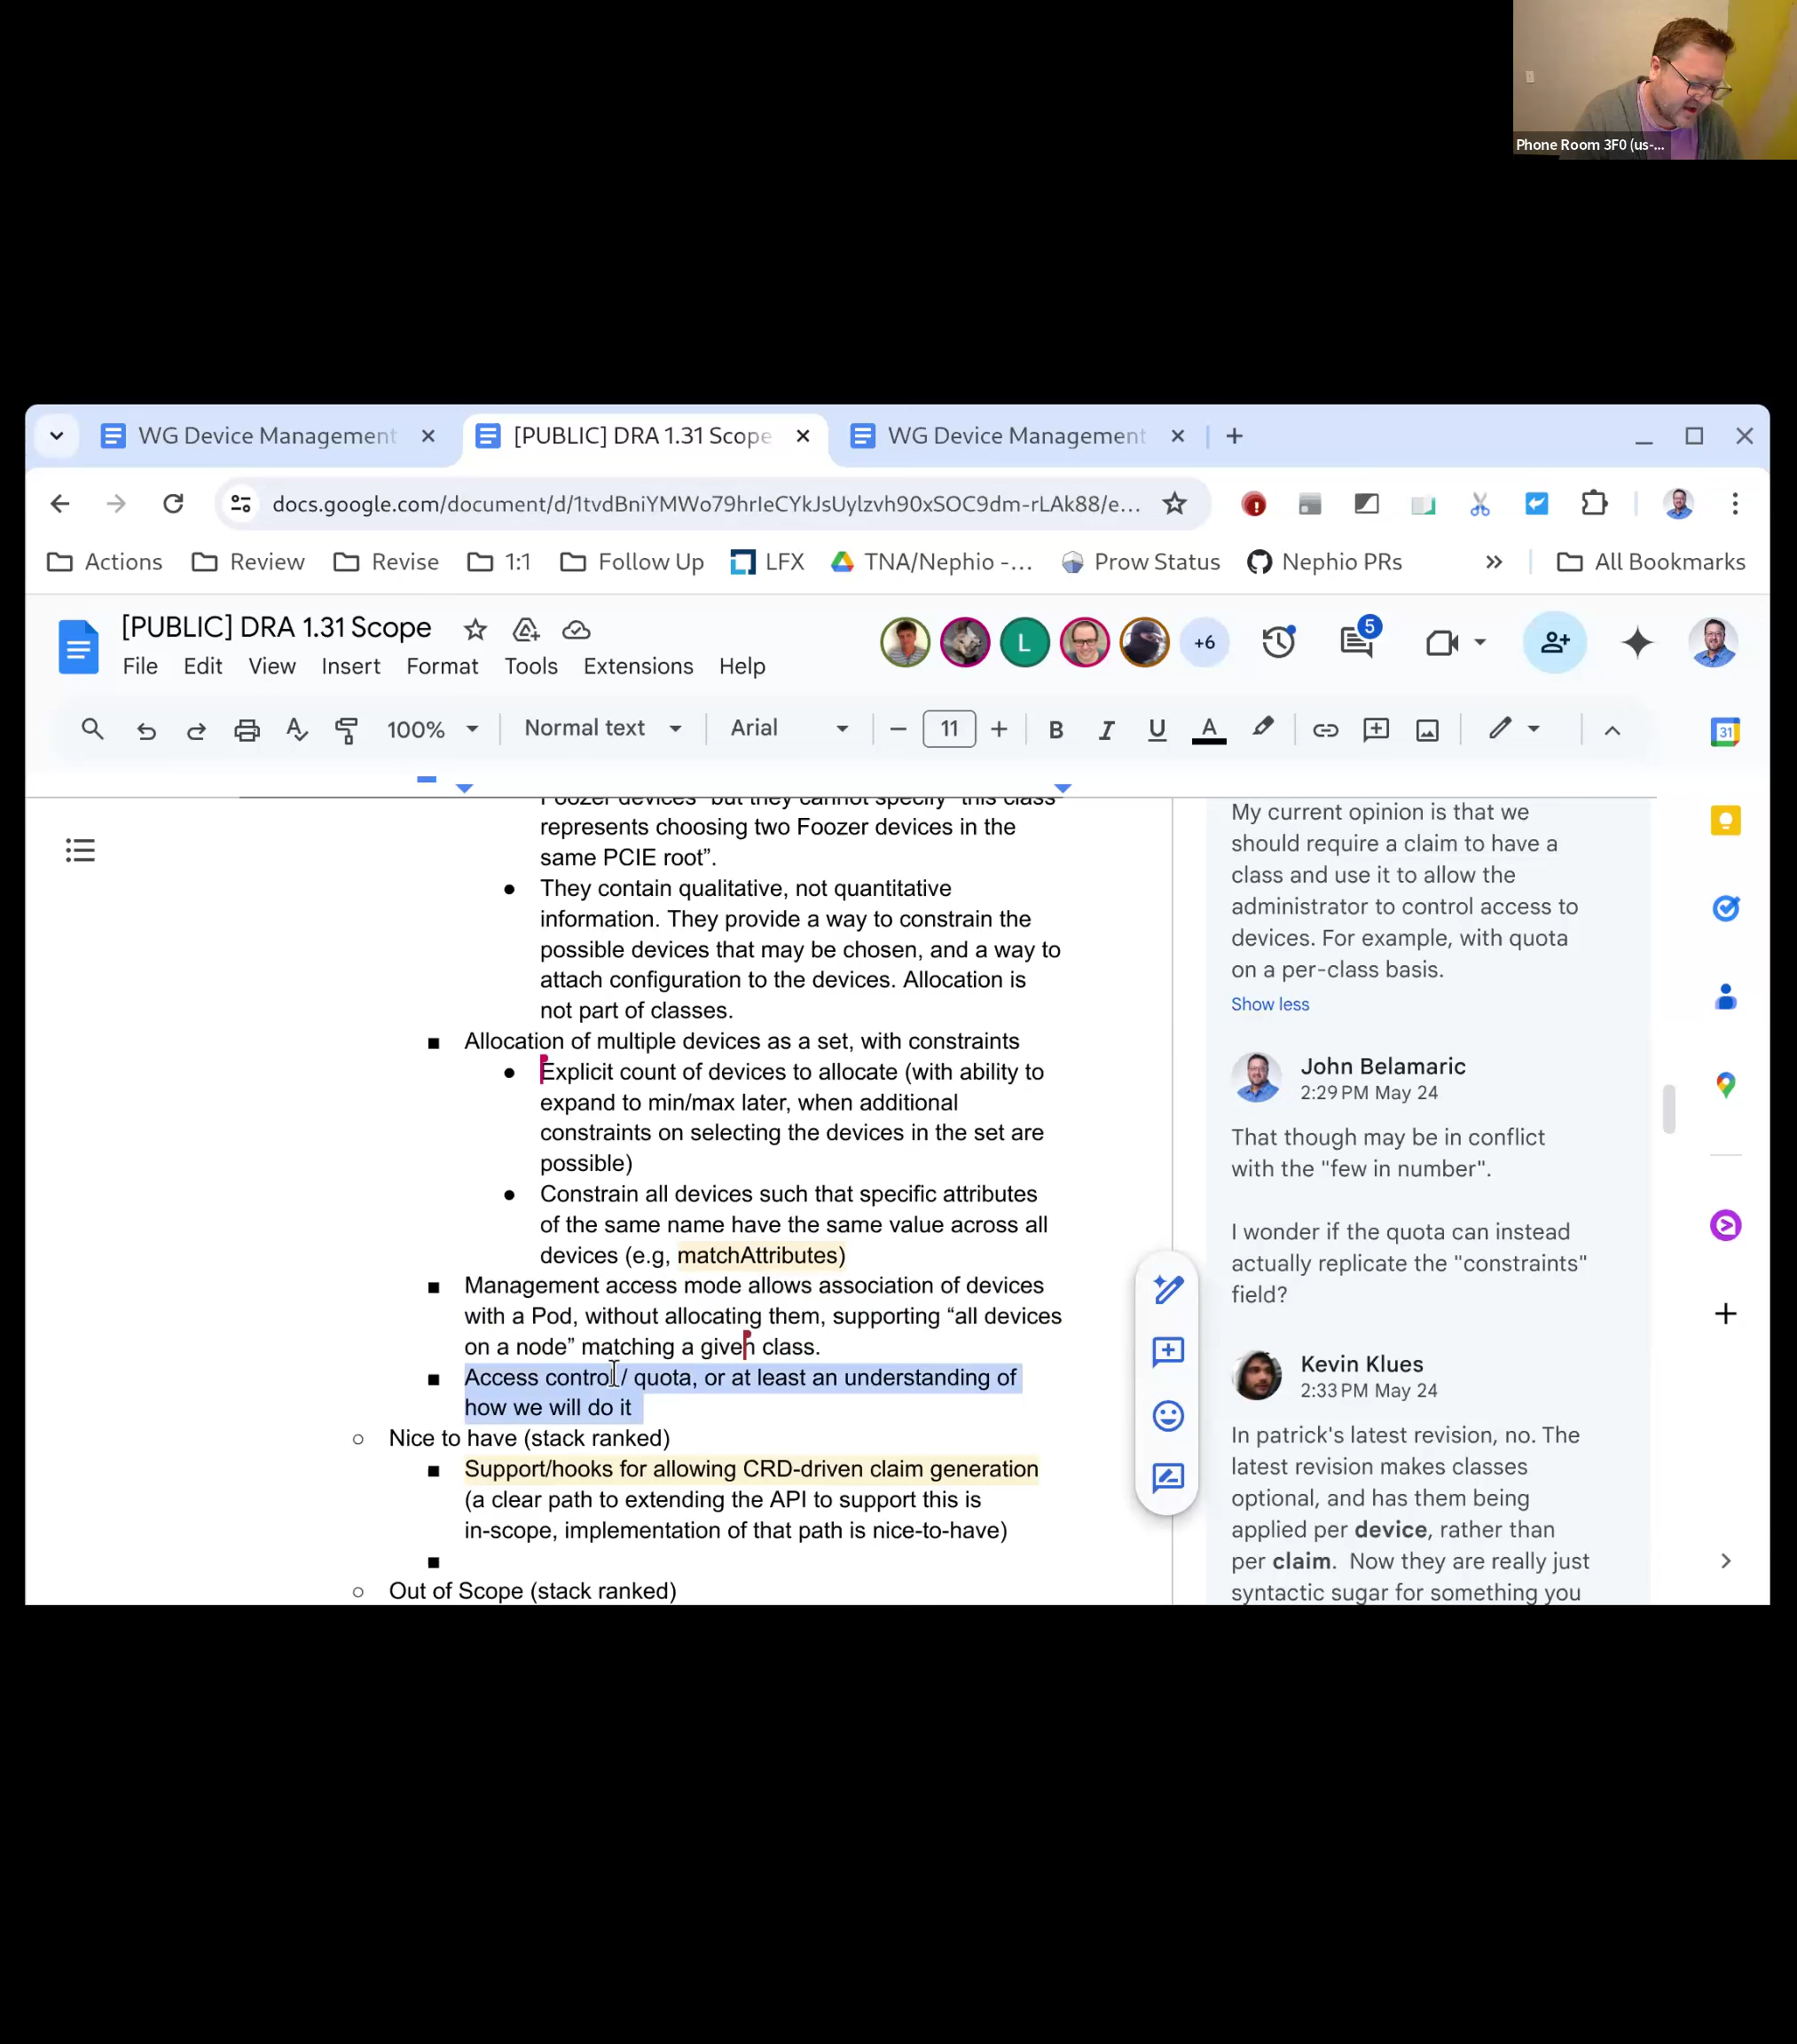 Phone Room 3F0 (us-...
WG Device Management
[PUBLIC] DRA 1.31 Scope
WG Device Management
docs.google.com/document/d/1tvdBniYMWo79hrIeCYkJsUylzvh90xSOC9dm-rLAk88/e...
Actions
Review
Revise
1:1
Follow Up
LFX
TNA/Nephio -...
Prow Status
Nephio PRs
All Bookmarks
[PUBLIC] DRA 1.31 Scope
L
+6
5
File Edit View Insert Format Tools Extensions Help
100%
Normal text
Arial
11
B I U A
31
Foozer devices" but they cannot specify "this class
represents choosing two Foozer devices in the
same PCIE root”.
They contain qualitative, not quantitative
information. They provide a way to constrain the
possible devices that may be chosen, and a way to
attach configuration to the devices. Allocation is
not part of classes.
Allocation of multiple devices as a set, with constraints
Explicit count of devices to allocate (with ability to
expand to min/max later, when additional
constraints on selecting the devices in the set are
possible)
Constrain all devices such that specific attributes
of the same name have the same value across all
devices (e.g, matchAttributes)
Management access mode allows association of devices
with a Pod, without allocating them, supporting “all devices
on a node” matching a given class.
Access control / quota, or at least an understanding of
how we will do it
Nice to have (stack ranked)
Support/hooks for allowing CRD-driven claim generation
(a clear path to extending the API to support this is
in-scope, implementation of that path is nice-to-have)
Out of Scope (stack ranked)
My current opinion is that we
should require a claim to have a
class and use it to allow the
administrator to control access to
devices. For example, with quota
on a per-class basis.
Show less
John Belamaric
2:29 PM May 24
That though may be in conflict
with the "few in number".
I wonder if the quota can instead
actually replicate the "constraints"
field?
Kevin Klues
2:33 PM May 24
In patrick's latest revision, no. The
latest revision makes classes
optional, and has them being
applied per device, rather than
per claim. Now they are really just
syntactic sugar for something you